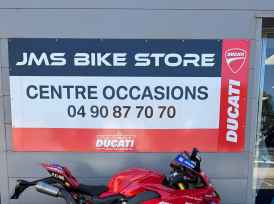 JMS BIKE STORE
DUCATI
CENTRE OCCASIONS
04 90 87 70 70
DUCATI
DUCATI